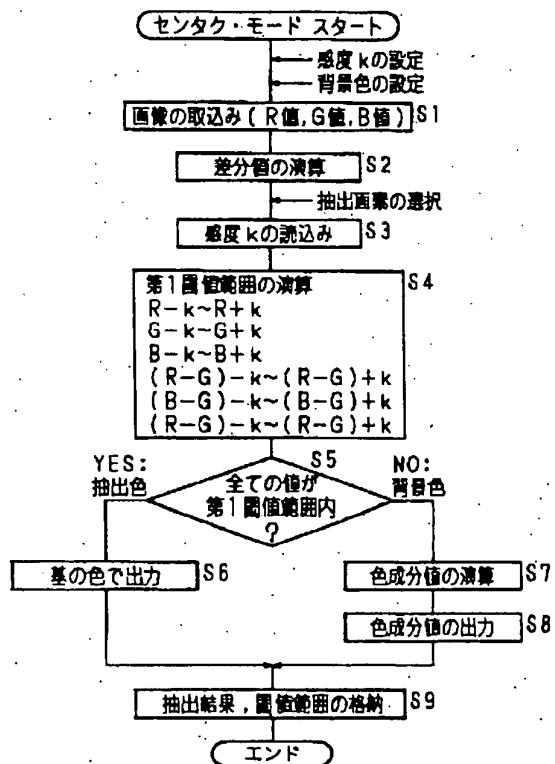 センタク・モード スタート
感度kの設定
背景色の設定
画像の取込み(R値,G値,B値) S1
差分値の演算 S2
抽出画素の選択
感度kの読込み S3
第1閾値範囲の演算 S4
R-k~R+k
G-k~G+k
B-k~B+k
(R-G)-k~(R-G)+k
(B-G)-k~(B-G)+k
(R-G)-k~(R-G)+k
S5
YES:
抽出色
全ての値が
第1閾値範囲内
?
NO:
背景色
基の色で出力 S6
色成分値の演算 S7
色成分値の出力 S8
抽出結果,閾値範囲の格納 S9
エンド